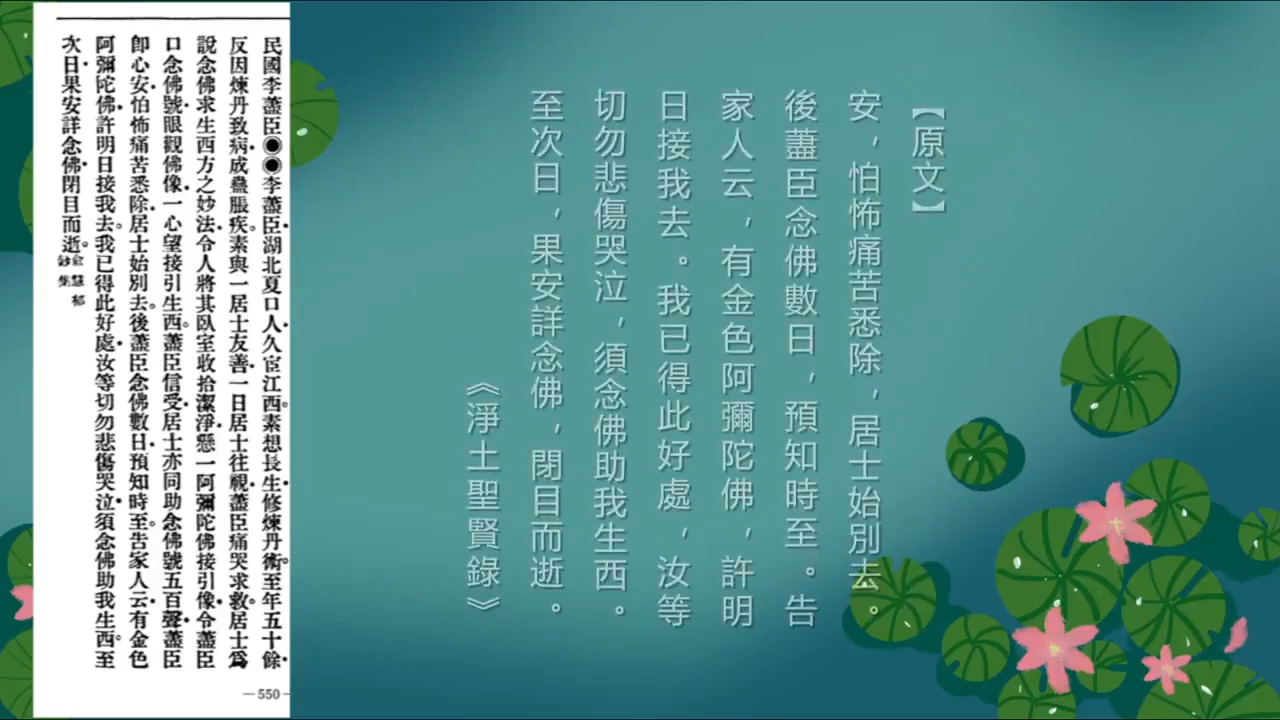 【原文】
安，怕怖痛苦悉除，居士始別去。
後藎臣念佛數日，預知時至。告
家人云，有金色阿彌陀佛，許明
日接我去。我已得此好處，汝等
切勿悲傷哭泣，須念佛助我生西。
至次日，果安詳念佛，閉目而逝。
《淨土聖賢錄》
民國李藎臣◉◉李藎臣．湖北夏口人．久宦江西。素想長生．修煉丹術。至年五十餘．
反因煉丹致病．成蠱脹疾。素與一居士友善．一日居士往視．藎臣痛哭求救．居士爲
說念佛求生西方之妙法．令人將其臥室收拾潔淨．懸一阿彌陀佛接引像．令藎臣
口念佛號．眼觀佛像．一心望接引生西。藎臣信受．居士亦同助念佛號五百聲．藎臣
卽心安．怕怖痛苦悉除．居士始別去。後藎臣念佛數日．預知時至。告家人云．有金色
阿彌陀佛．許明日接我去。我已得此好處．汝等切勿悲傷哭泣．須念佛助我生西。至
次日．果安詳念佛．閉目而逝。俞慧郁鈔集
—550—